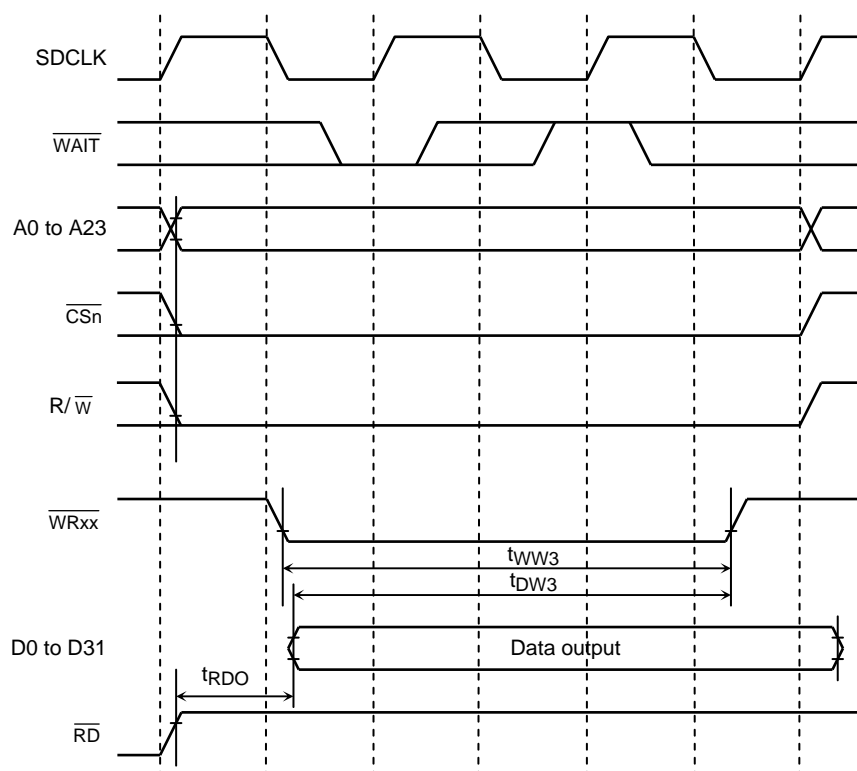 SDCLK
WAIT
A0 to A23
CSn
R/ W
WRxx
tWW3
tDW3
D0 to D31
Data output
tRDO
RD